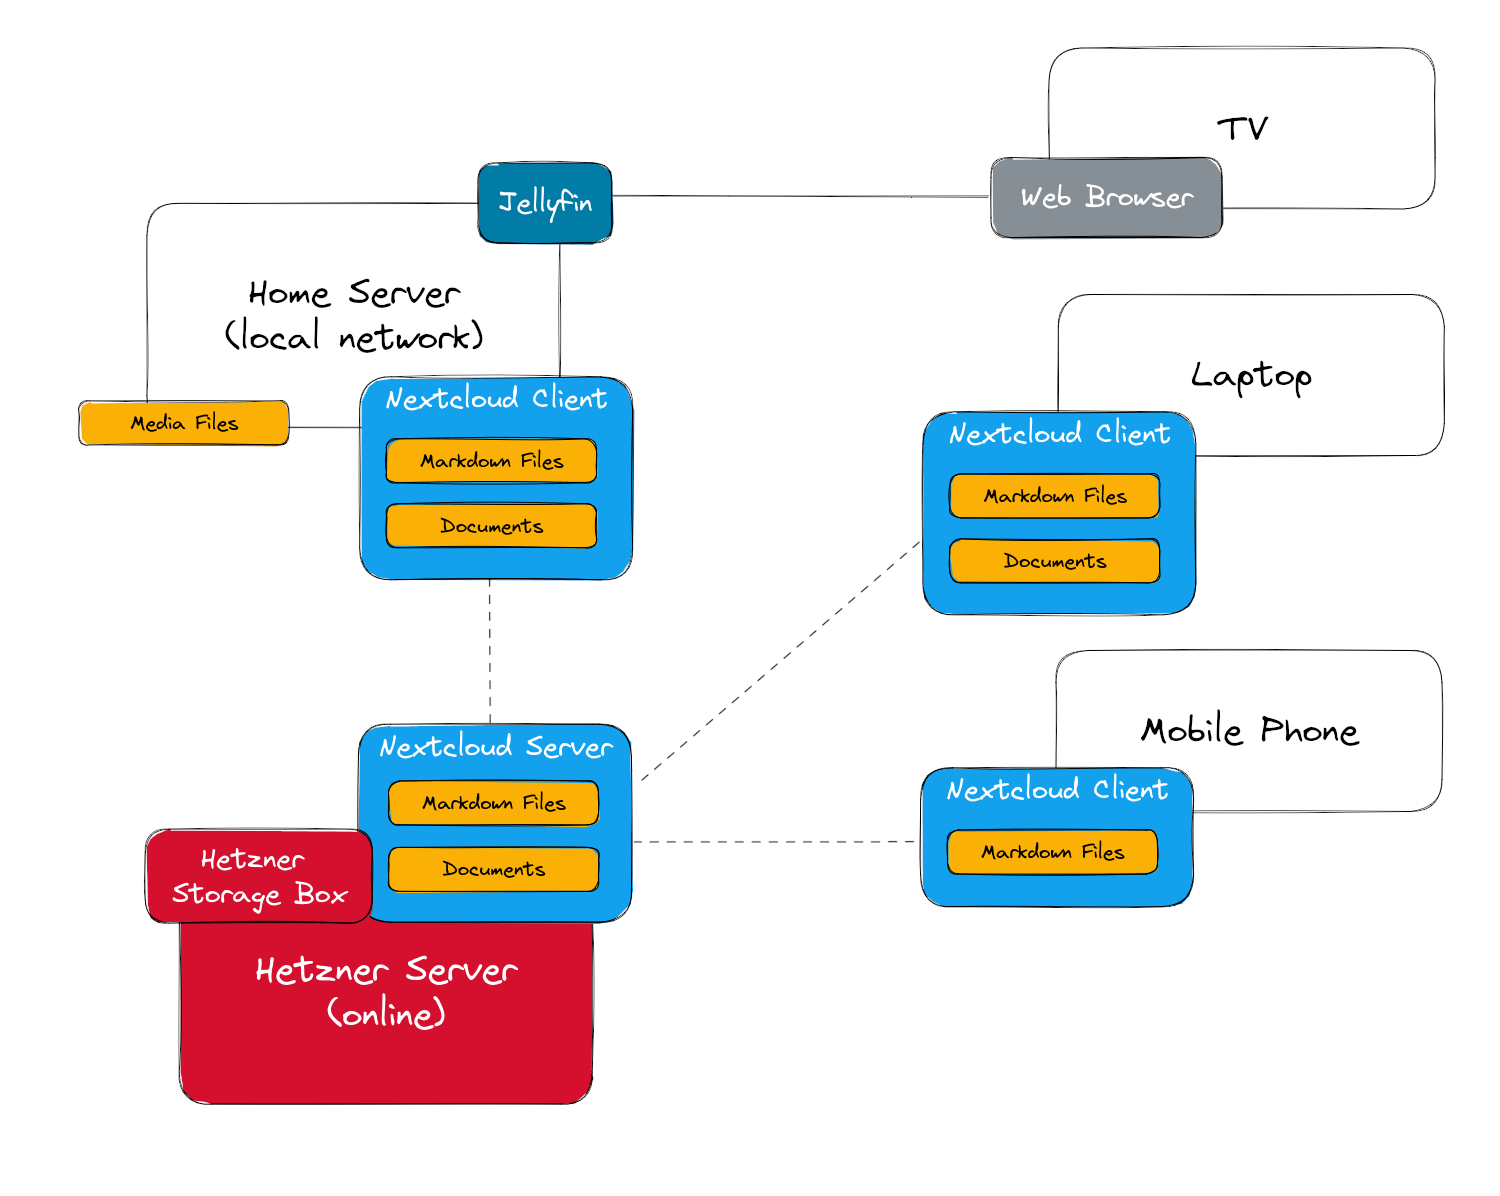 TV
Jellyfin
Web Browser
Home Server
(local network)
Media Files
Nextcloud Client
Markdown Files
Documents
Laptop
Nextcloud Client
Markdown Files
Documents
Nextcloud Server
Markdown Files
Documents
Hetzner
Storage Box
Hetzner Server
(online)
Mobile Phone
Nextcloud Client
Markdown Files